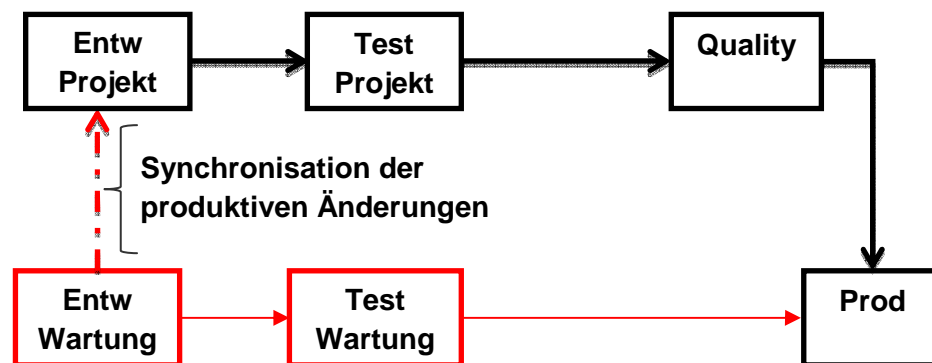 Entw
Projekt
Test
Projekt
Quality
Synchronisation der
produktiven Änderungen
Entw
Wartung
Test
Wartung
Prod